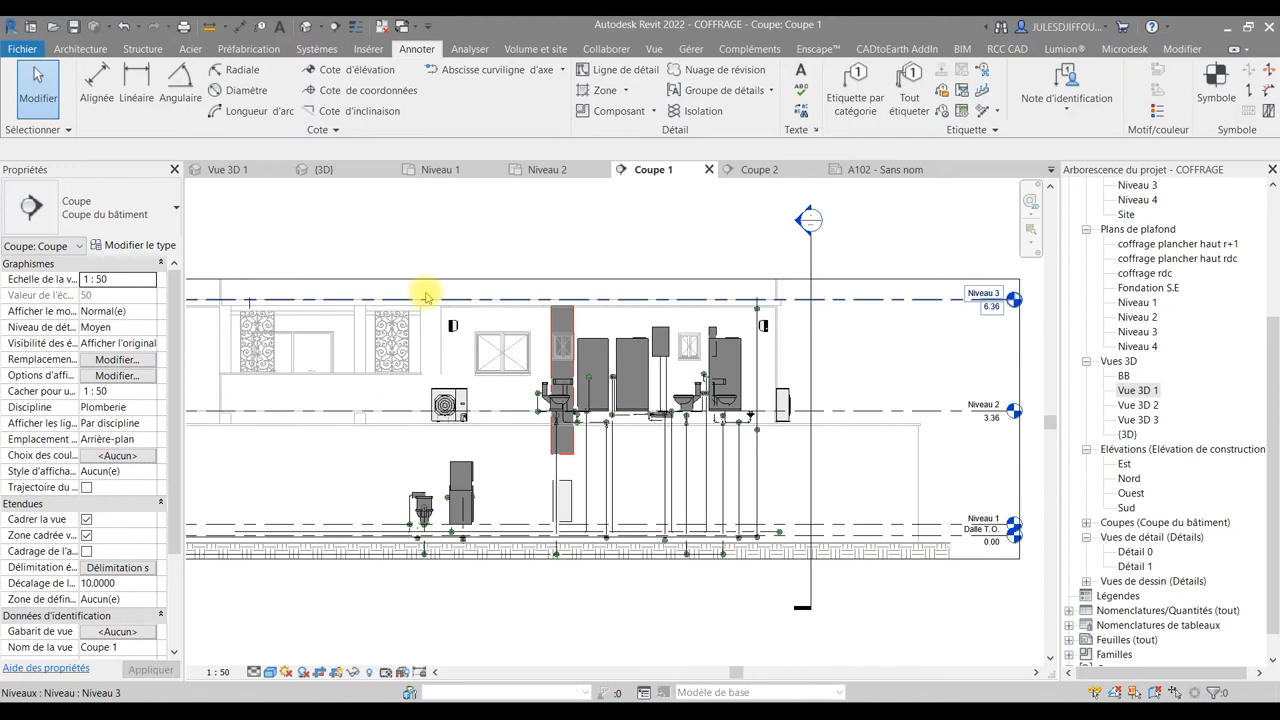 Autodesk Revit 2022 - COFFRAGE - Coupe: Coupe 1
JULESDJIFFOU...
Fichier Architecture Structure Acier Préfabrication Systèmes Insérer Annoter Analyser Volume et site Collaborer Vue Gérer Compléments Enscape™ CADtoEarth AddIn BIM RCC CAD Lumion® Microdesk Modifier
Modifier
Alignée Linéaire Angulaire
Radiale
Diamètre
Longueur d'arc
Cote d'élévation
Cote de coordonnées
Cote d'inclinaison
Abscisse curviligne d'axe
Ligne de détail
Zone
Composant
Nuage de révision
Groupe de détails
Isolation
Etiquette par catégorie
Tout étiqueter
Note d'identification
Symbole
Sélectionner
Cote
Détail
Texte
Etiquette
Motif/couleur
Symbole
Propriétés
Vue 3D 1
{3D}
Niveau 1
Niveau 2
Coupe 1
Coupe 2
A102 - Sans nom
Arborescence du projet - COFFRAGE
Coupe
Coupe du bâtiment
Coupe: Coupe
Modifier le type
Graphismes
Echelle de la v... 1 : 50
Valeur de l'éc... 50
Afficher le mo... Normal(e)
Niveau de dét... Moyen
Visibilité des é... Afficher l'original
Remplacemen... Modifier...
Options d'affi... Modifier...
Cacher pour u... 1 : 50
Discipline Plomberie
Afficher les lig... Par discipline
Emplacement ... Arrière-plan
Choix des coul... <Aucun>
Style d'afficha... Aucun(e)
Trajectoire du ...
Etendues
Cadrer la vue
Zone cadrée v...
Cadrage de l'a...
Délimitation é... Délimitation s
Décalage de l... 10.0000
Zone de défin... Aucun(e)
Données d'identification
Gabarit de vue <Aucun>
Nom de la vue Coupe 1
Aide des propriétés
Appliquer
Niveau 3
6.36
Niveau 2
3.36
Niveau 1
Dalle T.O.
0.00
Niveau 3
Niveau 4
Site
Plans de plafond
coffrage plancher haut r+1
coffrage plancher haut rdc
coffrage rdc
Fondation S.E
Niveau 1
Niveau 2
Niveau 3
Niveau 4
Vues 3D
BB
Vue 3D 1
Vue 3D 2
Vue 3D 3
{3D}
Elévations (Elévation de construction
Est
Nord
Ouest
Sud
Coupes (Coupe du bâtiment)
Vues de détail (Détails)
Détail 0
Détail 1
Vues de dessin (Détails)
Légendes
Nomenclatures/Quantités (tout)
Nomenclatures de tableaux
Feuilles (tout)
Familles
1 : 50
Niveaux : Niveau : Niveau 3
:0
Modèle de base
:0